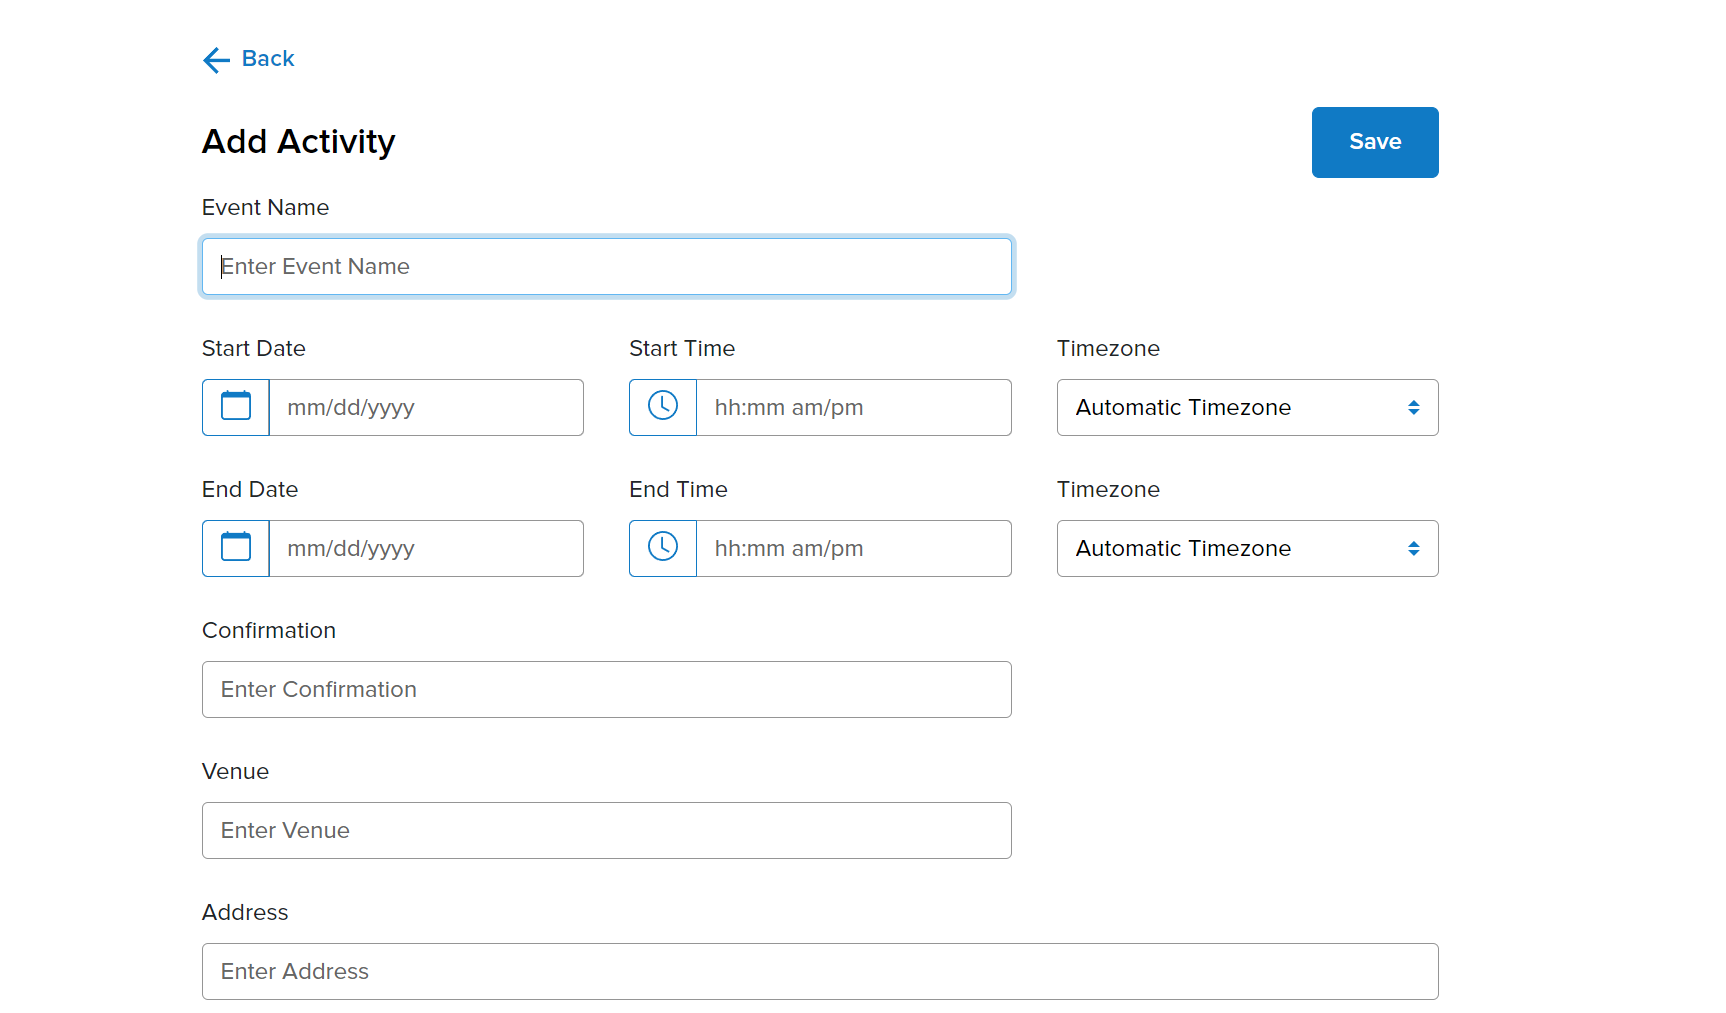 Back
Add Activity
Save
Event Name
Enter Event Name
Start Date
Start Time
Timezone
mm/dd/yyyy
hh:mm am/pm
Automatic Timezone
End Date
End Time
Timezone
mm/dd/yyyy
hh:mm am/pm
Automatic Timezone
Confirmation
Enter Confirmation
Venue
Enter Venue
Address
Enter Address